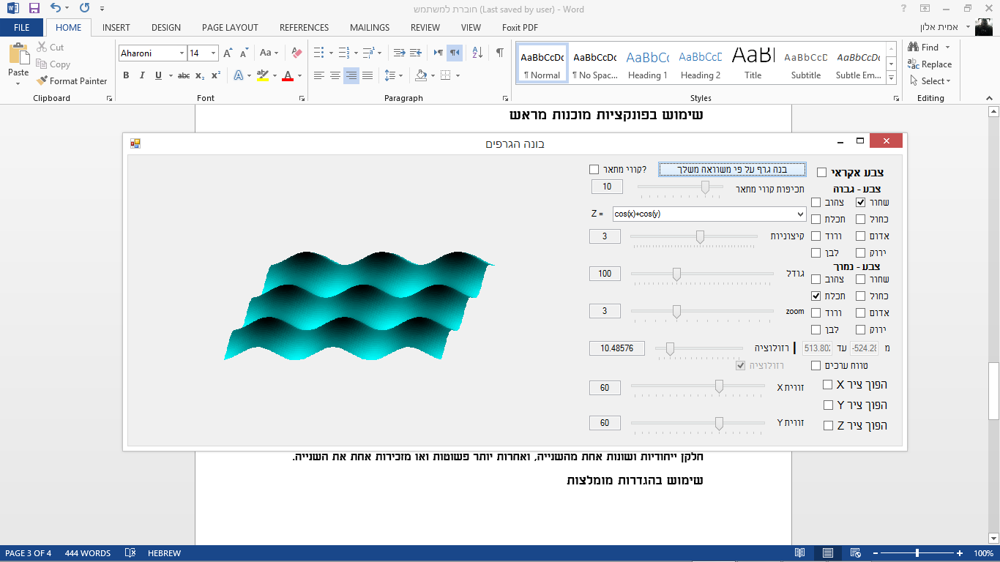 חוברת למשתמש (Last saved by user) - Word
FILE HOME INSERT DESIGN PAGE LAYOUT REFERENCES MAILINGS REVIEW VIEW Foxit PDF אמית אלון
Paste
Cut
Copy
Format Painter
Clipboard
Aharoni 14
Font
Paragraph
AaBbCcDc AaBbCcDc AaBbCc AaBbCcD AaB AaBbCcD AaBbCcDc
¶ Normal ¶ No Spac... Heading 1 Heading 2 Title Subtitle Subtle Em...
Styles
Find
Replace
Select
Editing
שימוש בפונקציות מוכנות מראש
בונה הגרפים
צבע אקראי
בנה גרף על פי משוואה משלך
קווי מתאר?
תכיפות קווי מתאר 10
צבע - גבוה
שחור צהוב
כחול תכלת
אדום ורוד
ירוק לבן
Z = cos(x)+cos(y)
קיצוניות 3
צבע - נמוך
שחור צהוב
כחול תכלת
אדום ורוד
ירוק לבן
גודל 100
zoom 3
מ -524.28 עד 513.802 | רזולוציה 10.48576
טווח ערכים רזולוציה
הפוך ציר X
הפוך ציר Y
הפוך ציר Z
זווית X 60
זווית Y 60
חלקן ייחודיות ושונות אחת מהשנייה, ואחרות יותר פשוטות ואו מזכירות אחת את השנייה.
שימוש בהגדרות מומלצות
PAGE 3 OF 4 444 WORDS HEBREW 100%